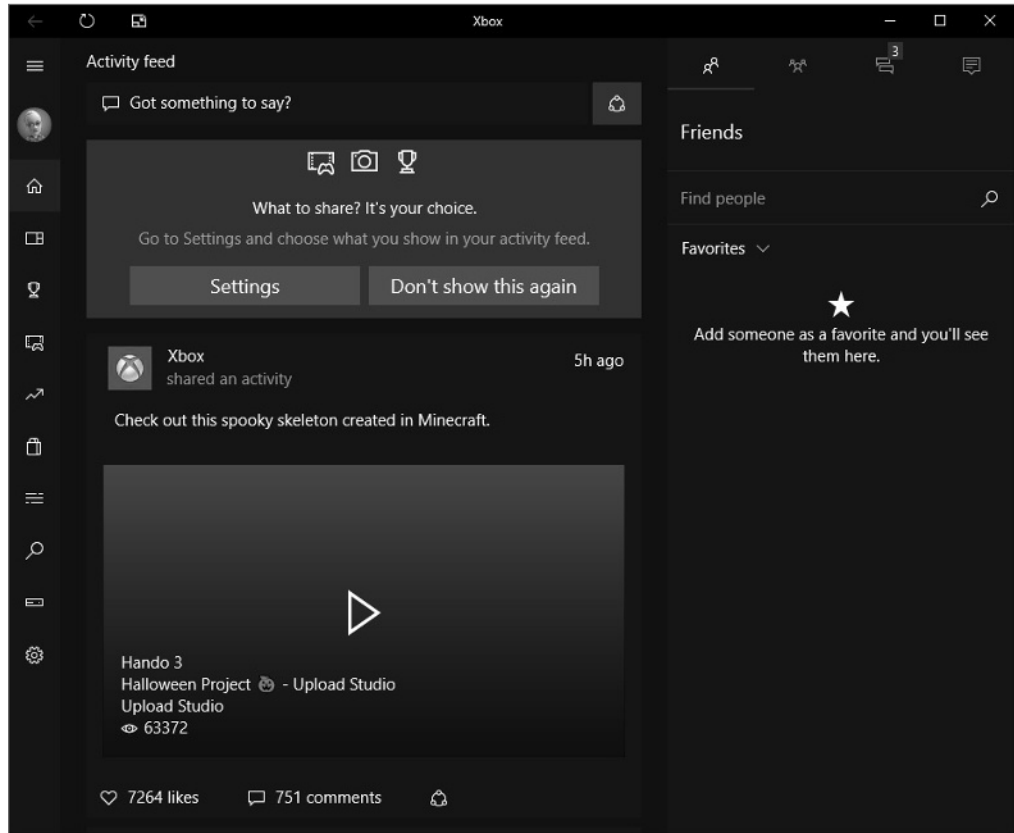 Xbox
Activity feed
Got something to say?
What to share? It's your choice.
Go to Settings and choose what you show in your activity feed.
Settings
Don't show this again
Xbox
5h ago
shared an activity
Check out this spooky skeleton created in Minecraft.
Hando 3
Halloween Project - Upload Studio
Upload Studio
63372
7264 likes
751 comments
3
Friends
Find people
Favorites
Add someone as a favorite and you'll see
them here.